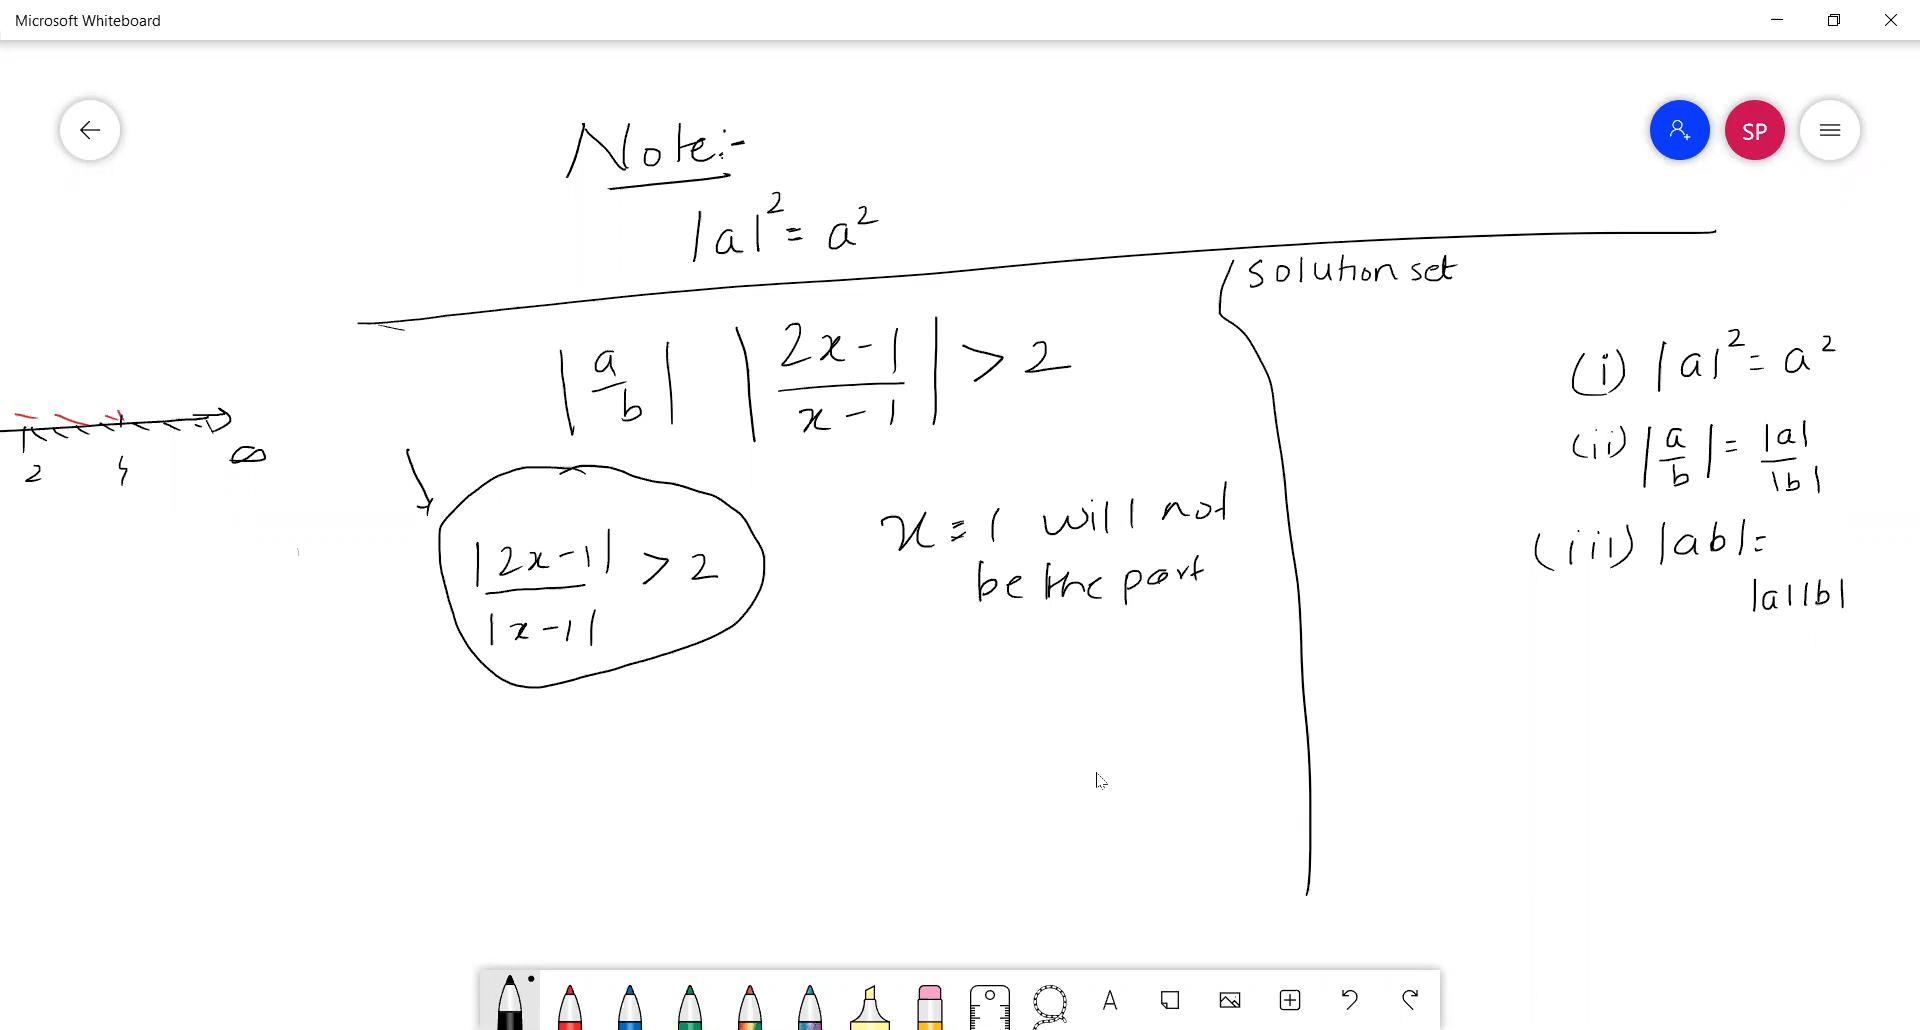 Microsoft Whiteboard
SP
Note:-
|a|² = a²
solution set
|a/b| |2x-1/x-1| > 2
(i) |a|² = a²
(ii) |a/b| = |a|/|b|
2 4 ∞
|2x-1|/|x-1| > 2
x = 1 will not
be the part
(iii) |ab| =
|a||b|
A